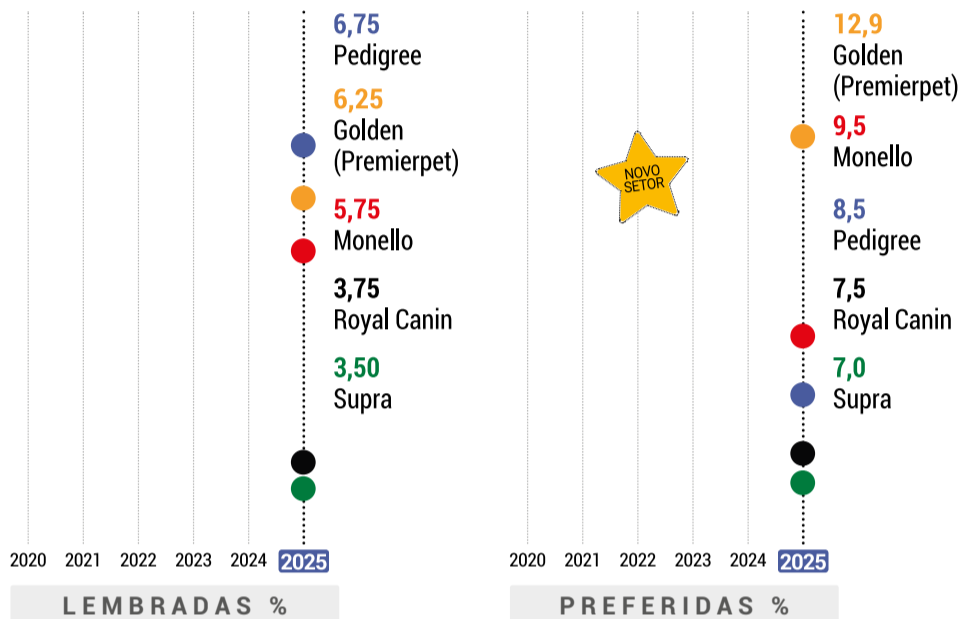 6,75
Pedigree
6,25
Golden
(Premierpet)
5,75
Monello
3,75
Royal Canin
3,50
Supra
2020 2021 2022 2023 2024 2025
LEMBRADAS %
NOVO
SETOR
12,9
Golden
(Premierpet)
9,5
Monello
8,5
Pedigree
7,5
Royal Canin
7,0
Supra
2020 2021 2022 2023 2024 2025
PREFERIDAS %